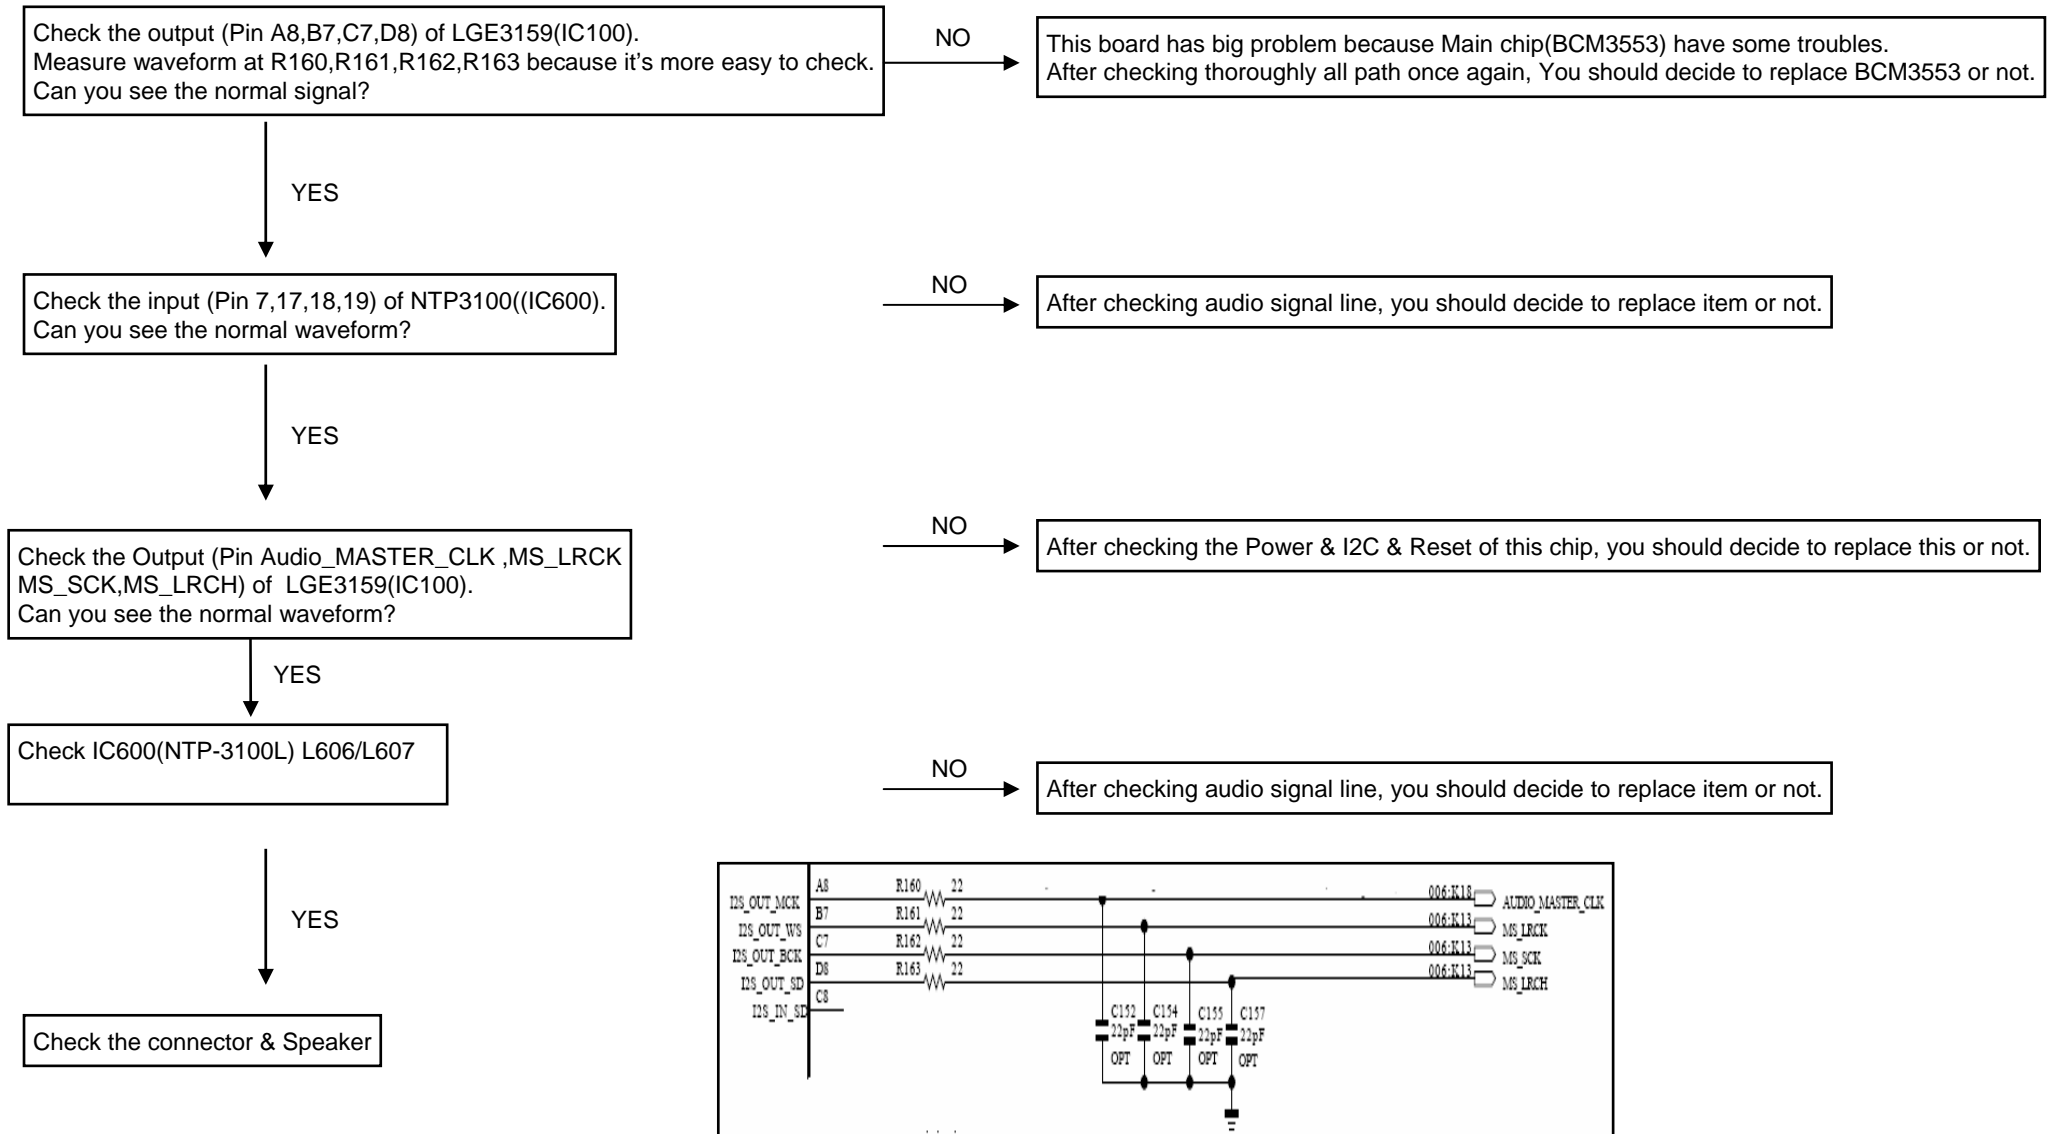 Check the output (Pin A8,B7,C7,D8) of LGE3159(IC100).
Measure waveform at R160,R161,R162,R163 because it's more easy to check.
Can you see the normal signal?
NO
This board has big problem because Main chip(BCM3553) have some troubles.
After checking thoroughly all path once again, You should decide to replace BCM3553 or not.
YES
Check the input (Pin 7,17,18,19) of NTP3100((IC600).
Can you see the normal waveform?
NO
After checking audio signal line, you should decide to replace item or not.
YES
Check the Output (Pin Audio_MASTER_CLK ,MS_LRCK
MS_SCK,MS_LRCH) of  LGE3159(IC100).
Can you see the normal waveform?
NO
After checking the Power & I2C & Reset of this chip, you should decide to replace this or not.
YES
Check IC600(NTP-3100L) L606/L607
NO
After checking audio signal line, you should decide to replace item or not.
YES
Check the connector & Speaker
I2S_OUT_MCK A8 R160 22 006:K18 AUDIO_MASTER_CLK
I2S_OUT_WS B7 R161 22 006:K13 MS_LRCK
I2S_OUT_BCK C7 R162 22 006:K13 MS_SCK
I2S_OUT_SD D8 R163 22 006:K13 MS_LRCH
I2S_IN_SD C8
C152 C154 C155 C157
22pF 22pF 22pF 22pF
OPT OPT OPT OPT